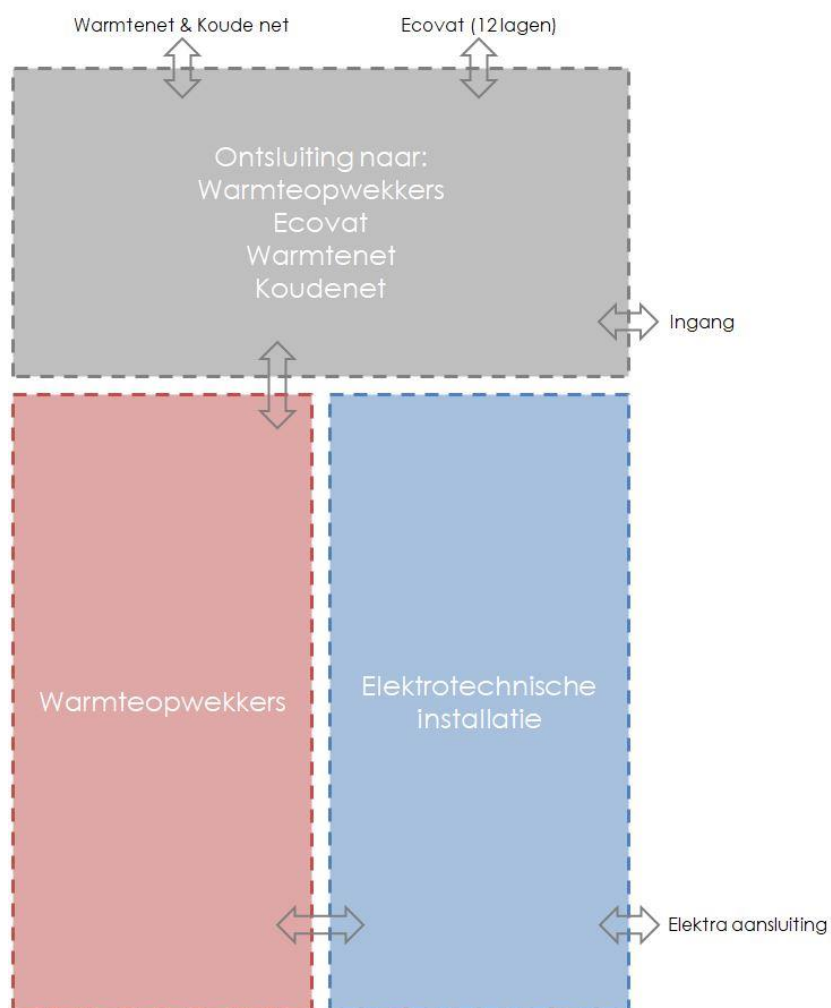 Warmtenet & Koude net
Ecovat (12 lagen)
Ontsluiting naar:
Warmteopwekkers
Ecovat
Warmtenet
Koudenet
Ingang
Warmteopwekkers
Elektrotechnische
installatie
Elektra aansluiting